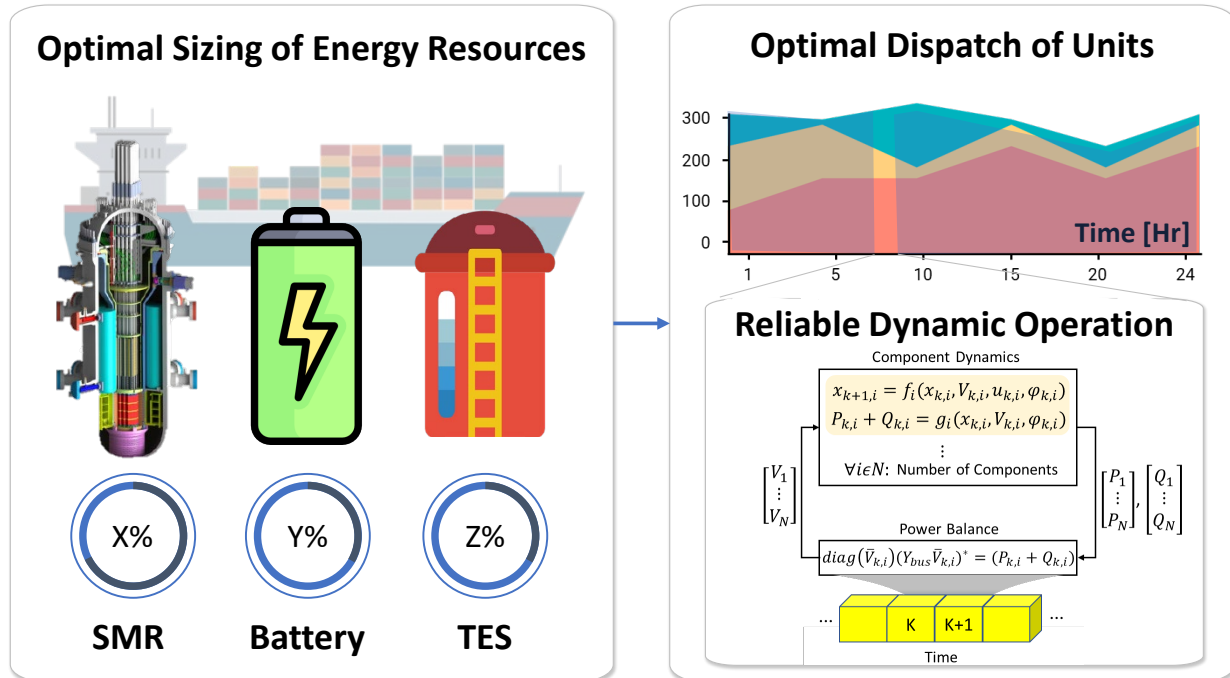 Optimal Sizing of Energy Resources
X%
Y%
Z%
SMR
Battery
TES
Optimal Dispatch of Units
300
200
100
0
Time [Hr]
1 5 10 15 20 24
Reliable Dynamic Operation
Component Dynamics
x_{k+1,i} = f_i(x_{k,i}, V_{k,i}, u_{k,i}, φ_{k,i})
P_{k,i} + Q_{k,i} = g_i(x_{k,i}, V_{k,i}, φ_{k,i})
⋮
∀iϵN: Number of Components
[V_1 ⋮ V_N]
[P_1 ⋮ P_N], [Q_1 ⋮ Q_N]
Power Balance
diag(V̄_{k,i})(Y_{bus}V̄_{k,i})^* = (P_{k,i} + Q_{k,i})
... K K+1 ...
Time